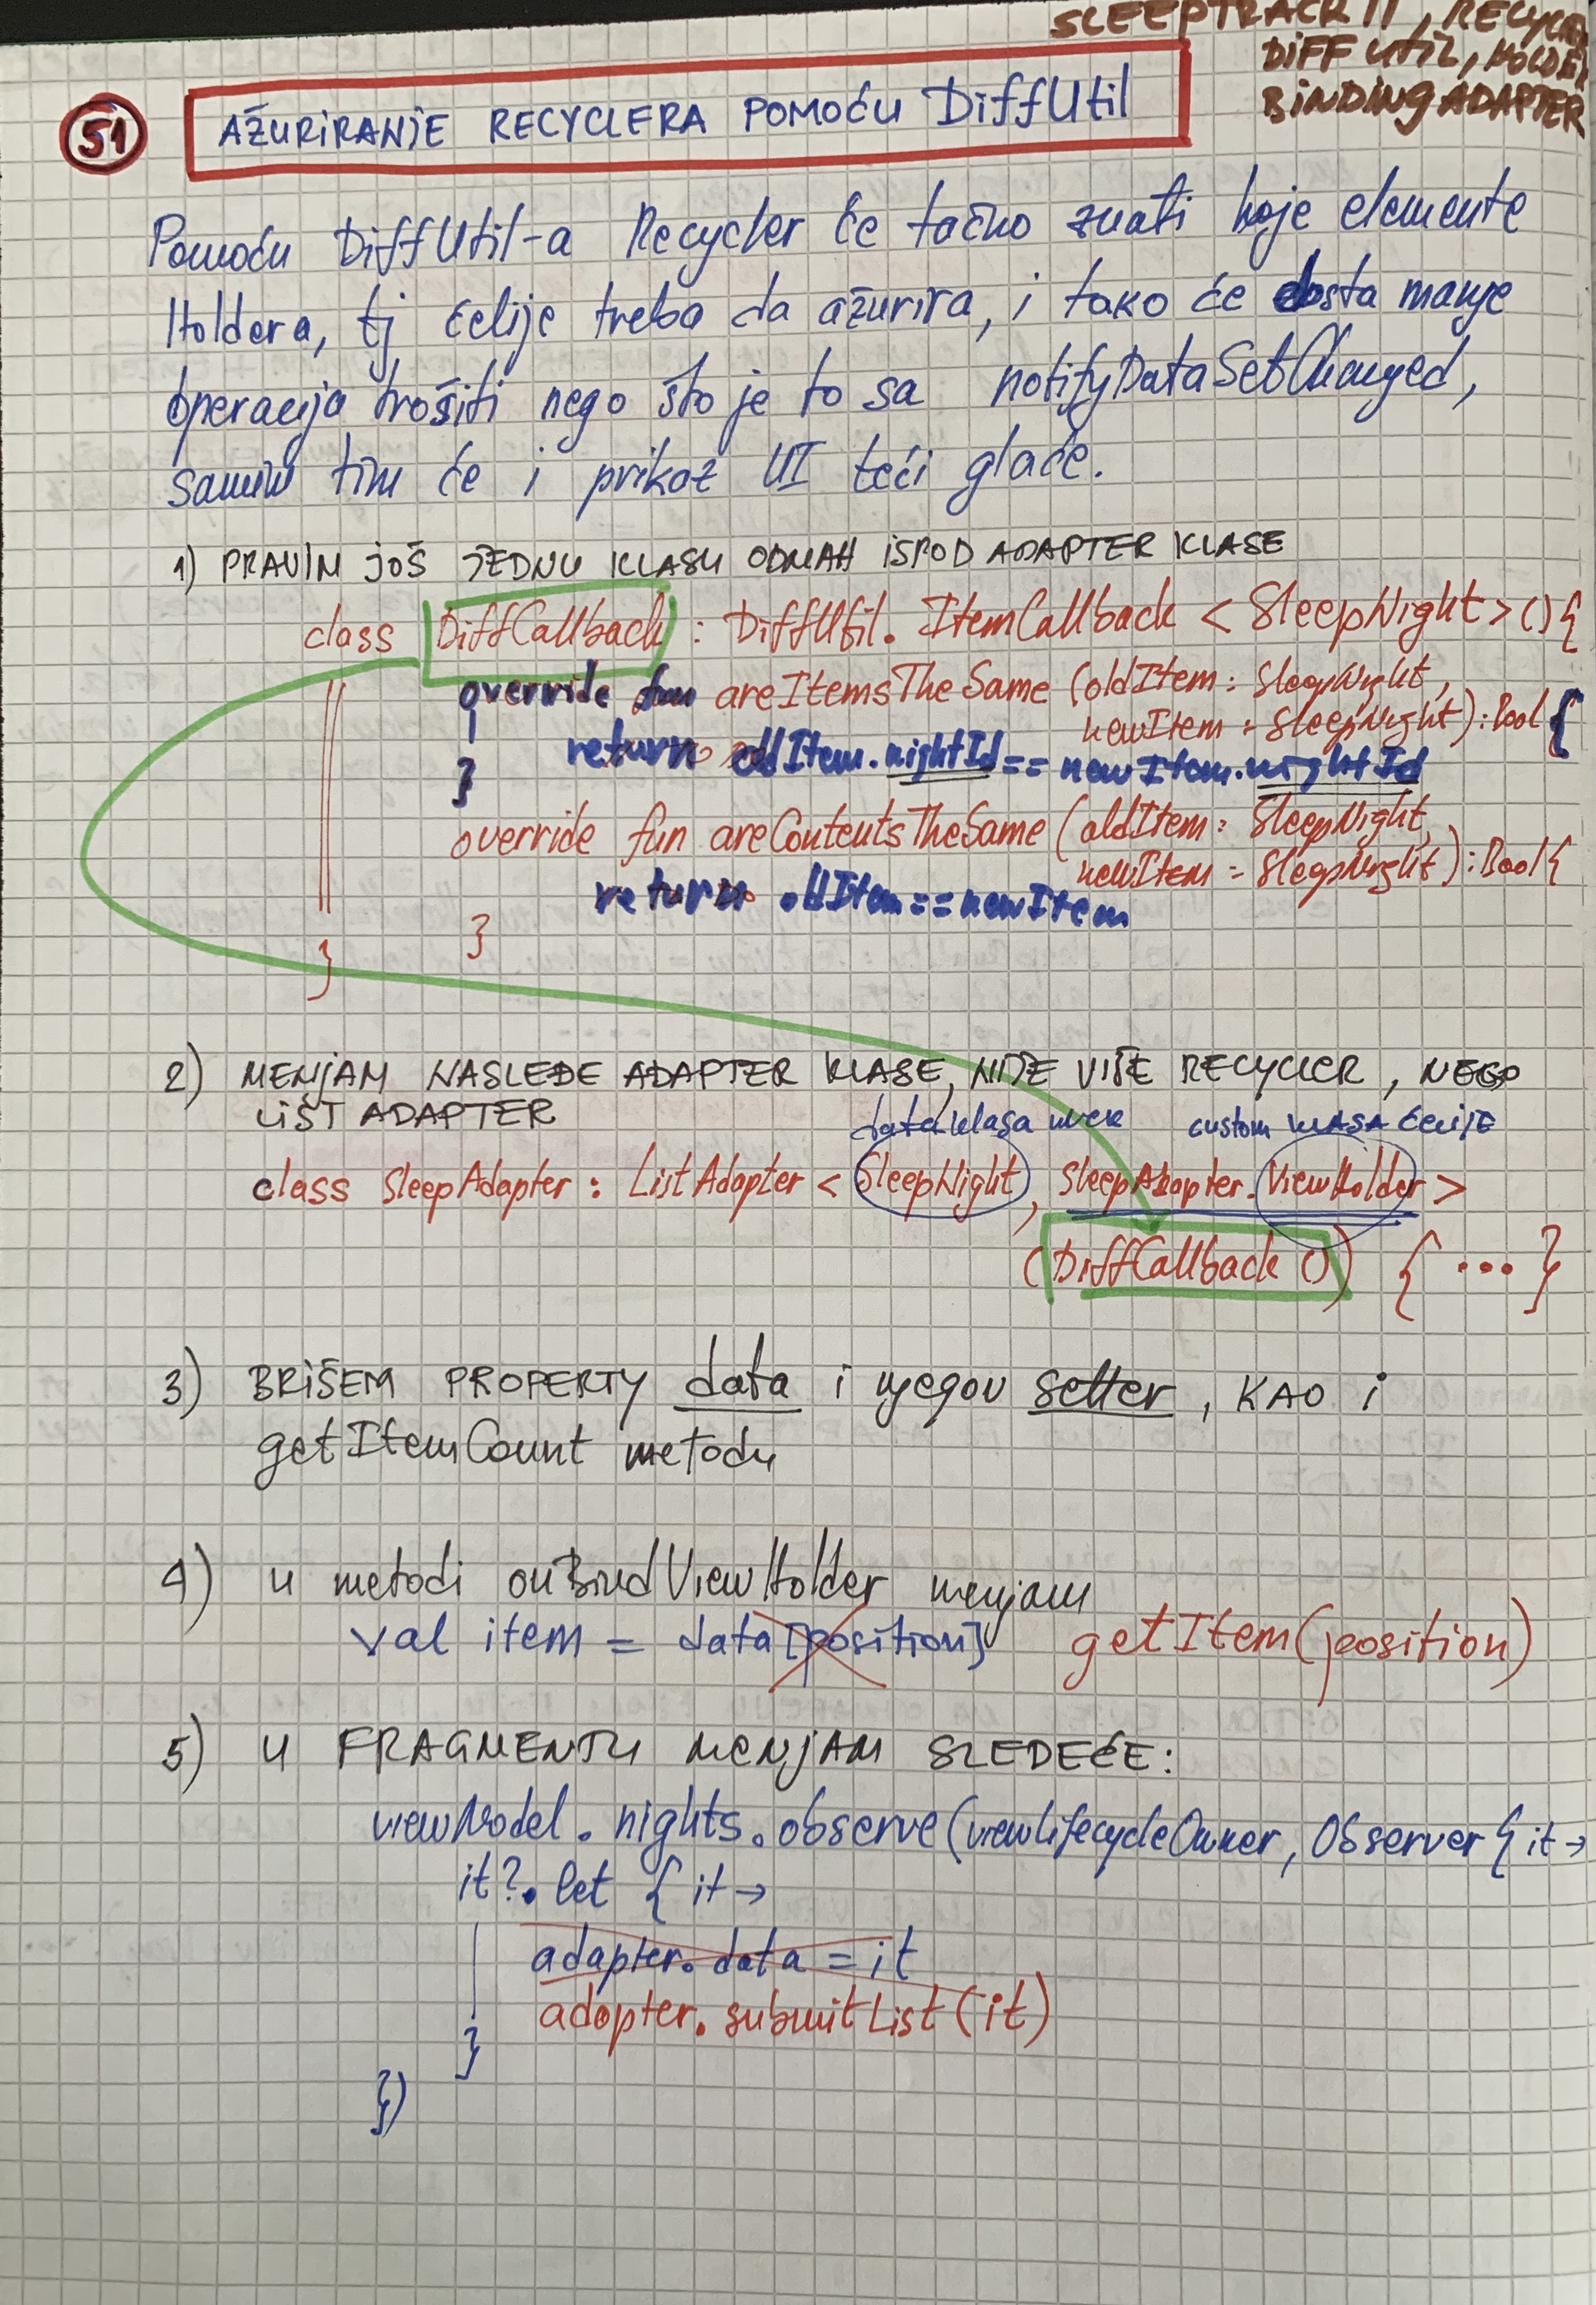 SLEEPTRACK II, RECYCLER
DIFF UTIL, HOLDER
BINDING ADAPTER
51
AŽURIRANJE RECYCLERA POMOĆU DiffUtil
Pomoću DiffUtil-a Recycler će tačno znati koje elemente
Holdera, tj ćelije treba da ažurira, i tako će dosta manje
operacija trošiti nego što je to sa notifyDataSetChanged,
samim tim će i prikaz UI teći glađe.
1) PRAVIM JOŠ JEDNU KLASU ODMAH ISPOD ADAPTER KLASE
class DiffCallback : DiffUtil.ItemCallback <SleepNight>(){
override fun areItemsTheSame (oldItem: SleepNight,
newItem: SleepNight):Bool{
return oldItem.nightId == newItem.nightId
}
override fun areContentsTheSame (oldItem: SleepNight,
newItem: SleepNight):Bool{
return oldItem==newItem
}
}
2) MENJAM NASLEĐE ADAPTER KLASE, NIJE VIŠE RECYCLER, NEGO
LIST ADAPTER
data klasa uvek custom KLASA ĆELIJE
class SleepAdapter : ListAdapter <SleepNight, SleepAdapter.ViewHolder>
(DiffCallback()) { ... }
3) BRIŠEM PROPERTY data i njegov setter, KAO i
getItemCount metodu
4) u metodi onBindViewHolder menjam
val item = data[position] getItem(position)
5) U FRAGMENTU MENJAM SLEDEĆE:
viewModel.nights.observe(viewLifecycleOwner, Observer{ it →
it?.let { it →
adapter.data = it
adapter.submitList(it)
}
})